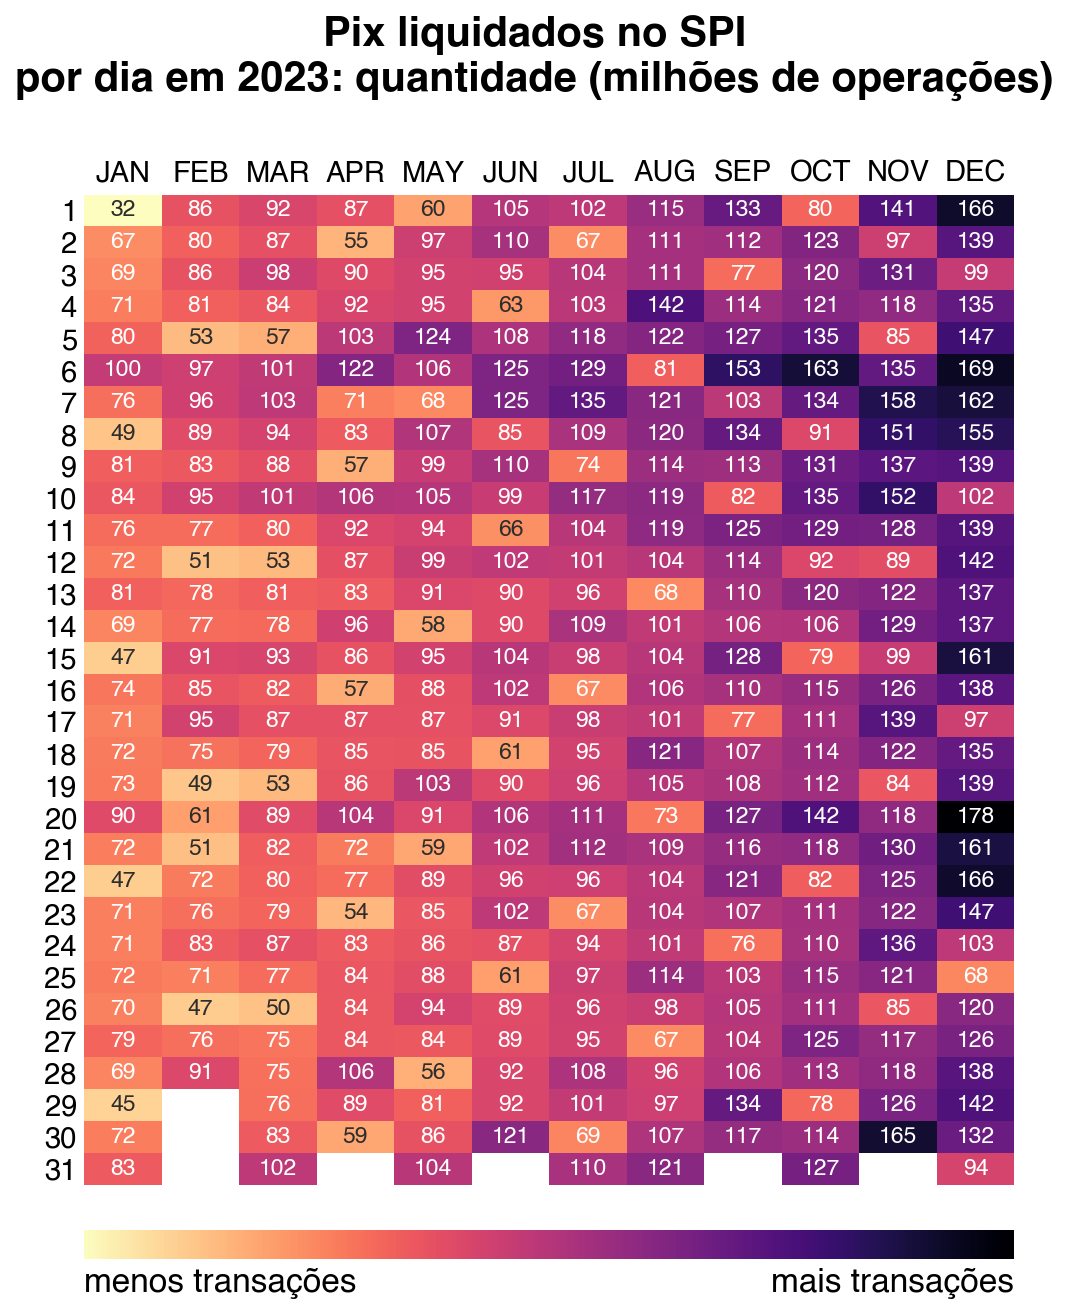 Pix liquidados no SPI
por dia em 2023: quantidade (milhões de operações)
JAN FEB MAR APR MAY JUN JUL AUG SEP OCT NOV DEC
1 32 86 92 87 60 105 102 115 133 80 141 166
2 67 80 87 55 97 110 67 111 112 123 97 139
3 69 86 98 90 95 95 104 111 77 120 131 99
4 71 81 84 92 95 63 103 142 114 121 118 135
5 80 53 57 103 124 108 118 122 127 135 85 147
6 100 97 101 122 106 125 129 81 153 163 135 169
7 76 96 103 71 68 125 135 121 103 134 158 162
8 49 89 94 83 107 85 109 120 134 91 151 155
9 81 83 88 57 99 110 74 114 113 131 137 139
10 84 95 101 106 105 99 117 119 82 135 152 102
11 76 77 80 92 94 66 104 119 125 129 128 139
12 72 51 53 87 99 102 101 104 114 92 89 142
13 81 78 81 83 91 90 96 68 110 120 122 137
14 69 77 78 96 58 90 109 101 106 106 129 137
15 47 91 93 86 95 104 98 104 128 79 99 161
16 74 85 82 57 88 102 67 106 110 115 126 138
17 71 95 87 87 87 91 98 101 77 111 139 97
18 72 75 79 85 85 61 95 121 107 114 122 135
19 73 49 53 86 103 90 96 105 108 112 84 139
20 90 61 89 104 91 106 111 73 127 142 118 178
21 72 51 82 72 59 102 112 109 116 118 130 161
22 47 72 80 77 89 96 96 104 121 82 125 166
23 71 76 79 54 85 102 67 104 107 111 122 147
24 71 83 87 83 86 87 94 101 76 110 136 103
25 72 71 77 84 88 61 97 114 103 115 121 68
26 70 47 50 84 94 89 96 98 105 111 85 120
27 79 76 75 84 84 89 95 67 104 125 117 126
28 69 91 75 106 56 92 108 96 106 113 118 138
29 45 76 89 81 92 101 97 134 78 126 142
30 72 83 59 86 121 69 107 117 114 165 132
31 83 102 104 110 121 127 94
menos transações mais transações